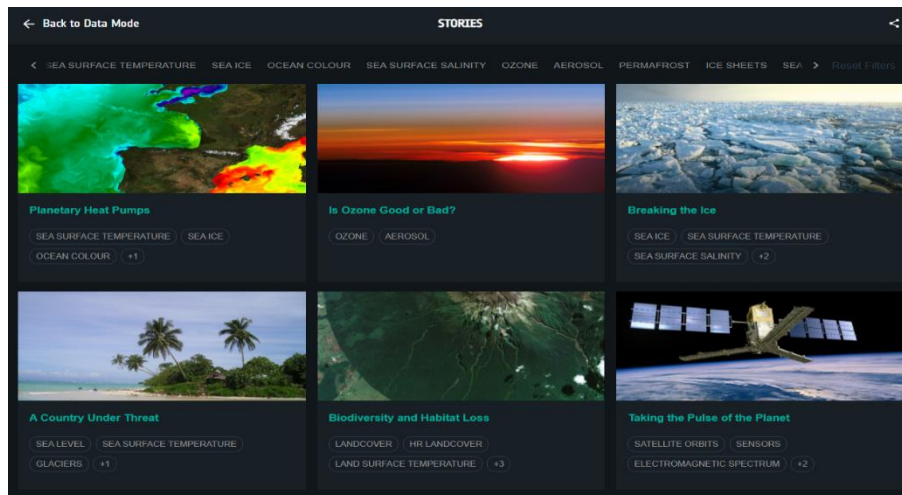 Back to Data Mode
STORIES
SEA SURFACE TEMPERATURE SEA ICE OCEAN COLOUR SEA SURFACE SALINITY OZONE AEROSOL PERMAFROST ICE SHEETS SEA Reset Filters
Planetary Heat Pumps
SEA SURFACE TEMPERATURE SEA ICE
OCEAN COLOUR +1
Is Ozone Good or Bad?
OZONE AEROSOL
Breaking the Ice
SEA ICE SEA SURFACE TEMPERATURE
SEA SURFACE SALINITY +2
A Country Under Threat
SEA LEVEL SEA SURFACE TEMPERATURE
GLACIERS +1
Biodiversity and Habitat Loss
LANDCOVER HR LANDCOVER
LAND SURFACE TEMPERATURE +3
Taking the Pulse of the Planet
SATELLITE ORBITS SENSORS
ELECTROMAGNETIC SPECTRUM +2